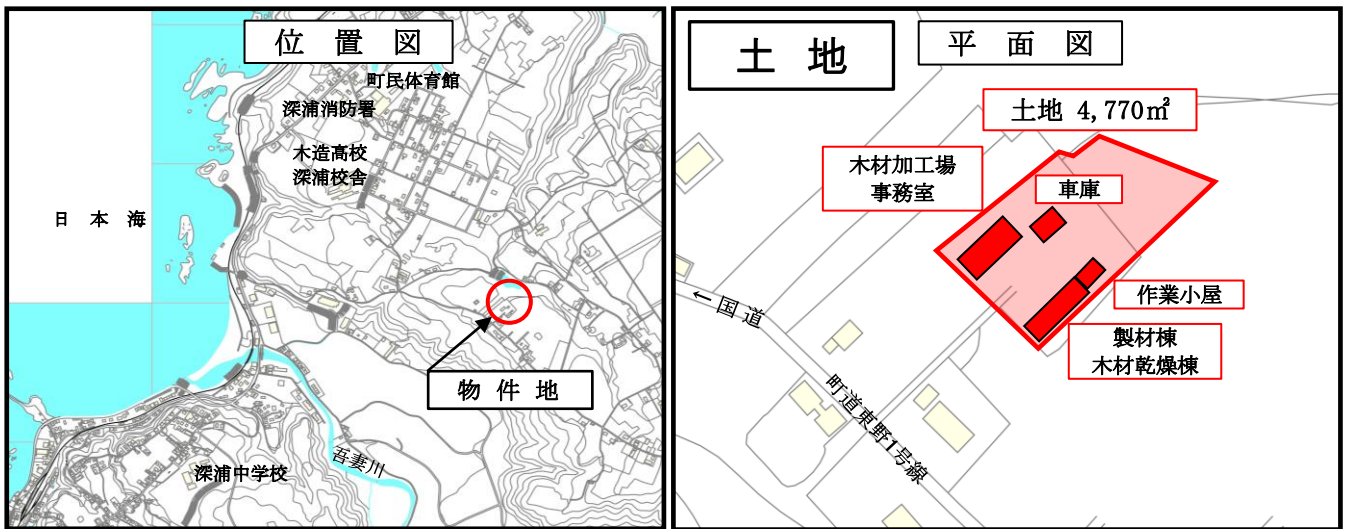 位置図
町民体育館
深浦消防署
木造高校
深浦校舎
日本海
物件地
吾妻川
深浦中学校
土地
平面図
土地 4,770㎡
木材加工場
事務室
車庫
作業小屋
製材棟
木材乾燥棟
←国道
町道東野1号線